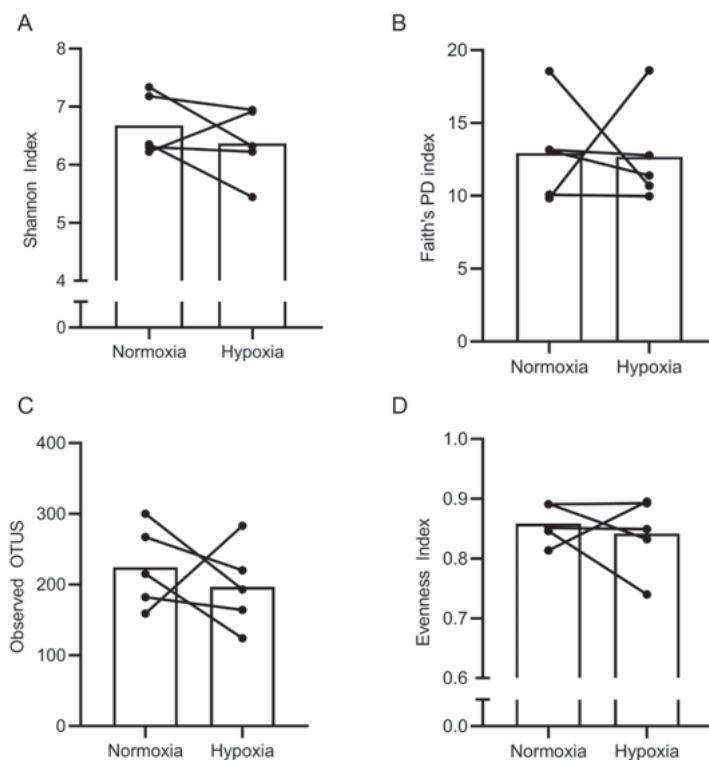 A
8
7
6
5
4
0
Shannon Index
Normoxia Hypoxia
B
20
15
10
5
0
Faith's PD index
Normoxia Hypoxia
C
400
300
200
100
0
Observed OTUS
Normoxia Hypoxia
D
1.0
0.9
0.8
0.7
0.6
0.0
Evenness Index
Normoxia Hypoxia